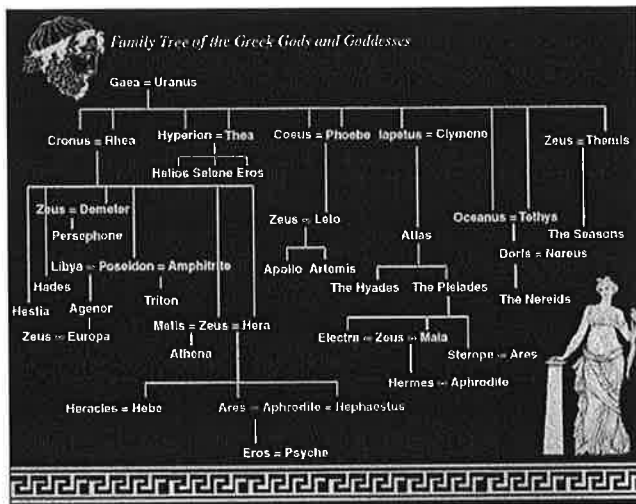 Family Tree of the Greek Gods and Goddesses
Gaea = Uranus
Cronus = Rhea Hyperion = Thea Coeus = Phoebe Iapetus = Clymene Zeus = Themis
Helios Selene Eros
Zeus = Demeter Zeus = Leto Oceanus = Tethys
Persephone Atlas The Seasons
Doris = Nereus
Libya = Poseidon = Amphitrite Apollo Artemis
Hades The Hyades The Pleiades
Hestia Agenor Triton The Nereids
Zeus = Europa Metis = Zeus = Hera Electra = Zeus = Maia
Athena Sterope = Ares
Hermes = Aphrodite
Heracles = Hebe Ares = Aphrodite = Hephaestus
Eros = Psyche